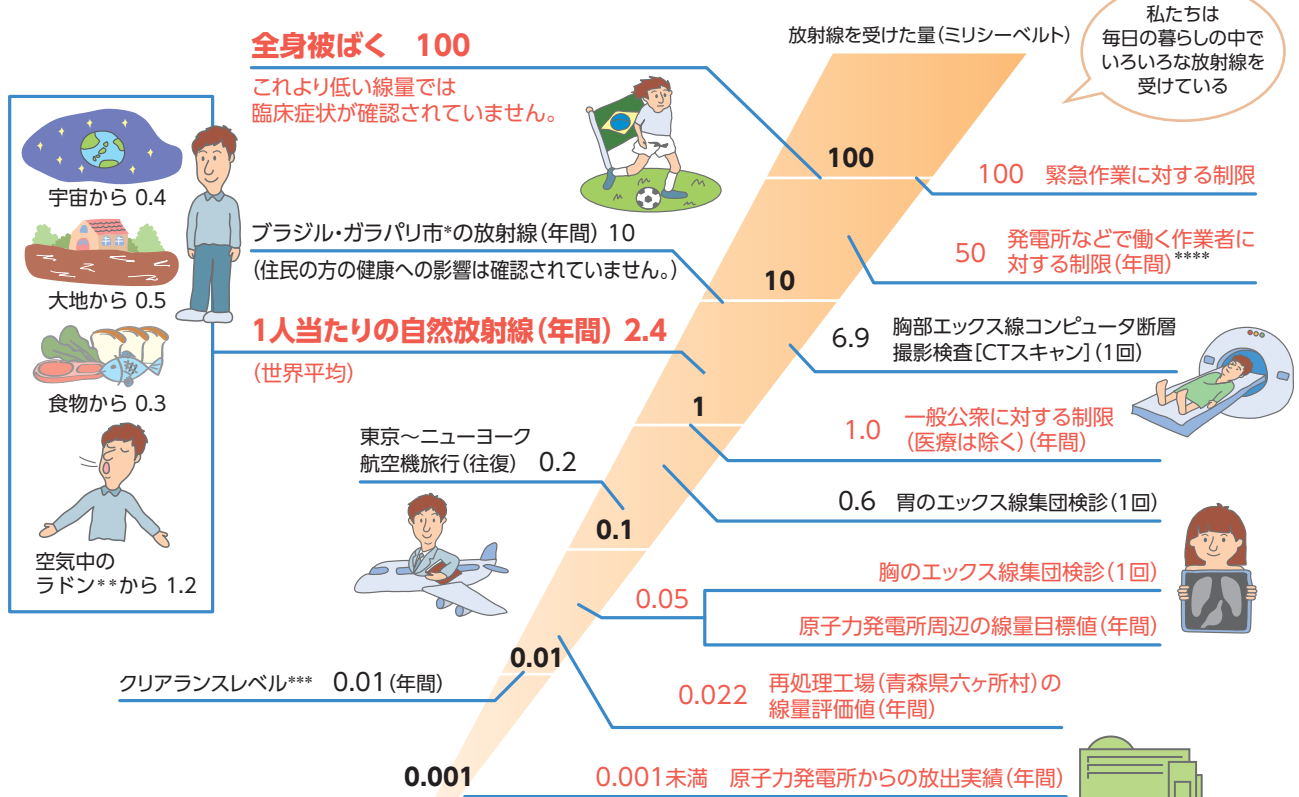 放射線を受けた量(ミリシーベルト)
私たちは
毎日の暮らしの中で
いろいろな放射線を
受けている
全身被ばく 100
これより低い線量では
臨床症状が確認されていません。
宇宙から 0.4
大地から 0.5
食物から 0.3
空気中の
ラドン**から 1.2
ブラジル・ガラパリ市*の放射線(年間) 10
(住民の方の健康への影響は確認されていません。)
1人当たりの自然放射線(年間) 2.4
(世界平均)
東京〜ニューヨーク
航空機旅行(往復) 0.2
クリアランスレベル*** 0.01(年間)
100
10
1
0.1
0.01
0.001
100 緊急作業に対する制限
50 発電所などで働く作業者に
対する制限(年間)****
6.9 胸部エックス線コンピュータ断層
撮影検査[CTスキャン](1回)
1.0 一般公衆に対する制限
(医療は除く)(年間)
0.6 胃のエックス線集団検診(1回)
0.05
胸のエックス線集団検診(1回)
原子力発電所周辺の線量目標値(年間)
0.022 再処理工場(青森県六ヶ所村)の
線量評価値(年間)
0.001未満 原子力発電所からの放出実績(年間)